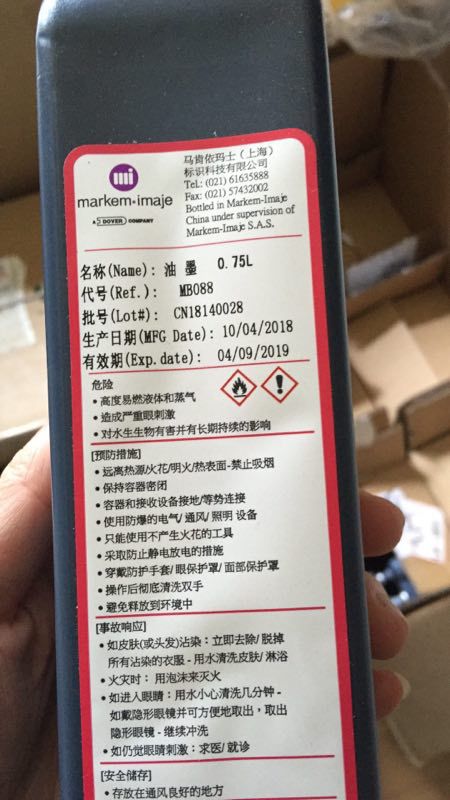 mi
markem·imaje
A DOVER COMPANY
马肯依玛士（上海）
标识科技有限公司
Tel.: (021) 61635888
Fax: (021) 57432002
Bottled in Markem-Imaje
China under supervision of
Markem-Imaje S.A.S.
名称(Name): 油 墨 0.75L
代号(Ref.): MB088
批号(Lot#): CN18140028
生产日期(MFG Date): 10/04/2018
有效期(Exp.date): 04/09/2019
危险
• 高度易燃液体和蒸气
• 造成严重眼刺激
• 对水生生物有害并有长期持续的影响
[预防措施]
• 远离热源/火花/明火/热表面-禁止吸烟
• 保持容器密闭
• 容器和接收设备接地/等势连接
• 使用防爆的电气/通风/照明 设备
• 只能使用不产生火花的工具
• 采取防止静电放电的措施
• 穿戴防护手套/眼保护罩/面部保护罩
• 操作后彻底清洗双手
• 避免释放到环境中
[事故响应]
• 如皮肤(或头发)沾染：立即去除/脱掉
所有沾染的衣服 - 用水清洗皮肤/淋浴
• 火灾时： 用泡沫来灭火
• 如进入眼睛：用水小心清洗几分钟 -
如戴隐形眼镜并可方便地取出，取出
隐形眼镜 - 继续冲洗
• 如仍觉眼睛刺激：求医/就诊
[安全储存]
• 存放在通风良好的地方